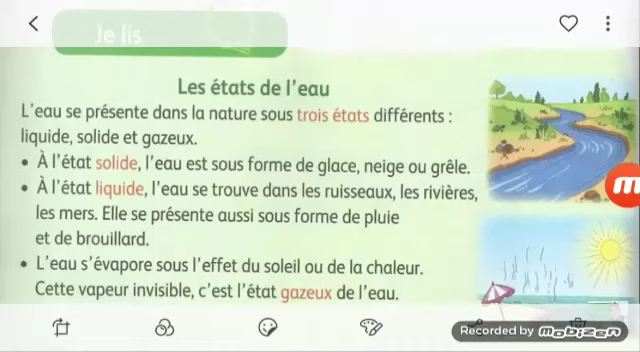 Je lis
Les états de l'eau
L'eau se présente dans la nature sous trois états différents :
liquide, solide et gazeux.
• À l'état solide, l'eau est sous forme de glace, neige ou grêle.
• À l'état liquide, l'eau se trouve dans les ruisseaux, les rivières,
les mers. Elle se présente aussi sous forme de pluie
et de brouillard.
• L'eau s'évapore sous l'effet du soleil ou de la chaleur.
Cette vapeur invisible, c'est l'état gazeux de l'eau.
Recorded by mobizen